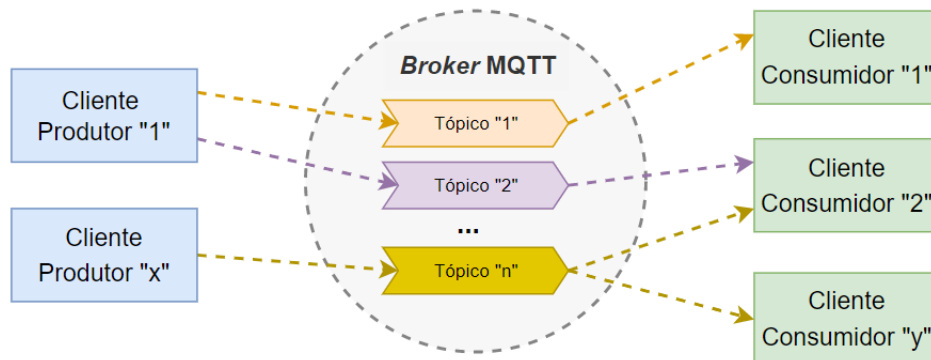 Cliente
Produtor "1"
Cliente
Produtor "x"
Broker MQTT
Tópico "1"
Tópico "2"
...
Tópico "n"
Cliente
Consumidor "1"
Cliente
Consumidor "2"
Cliente
Consumidor "y"